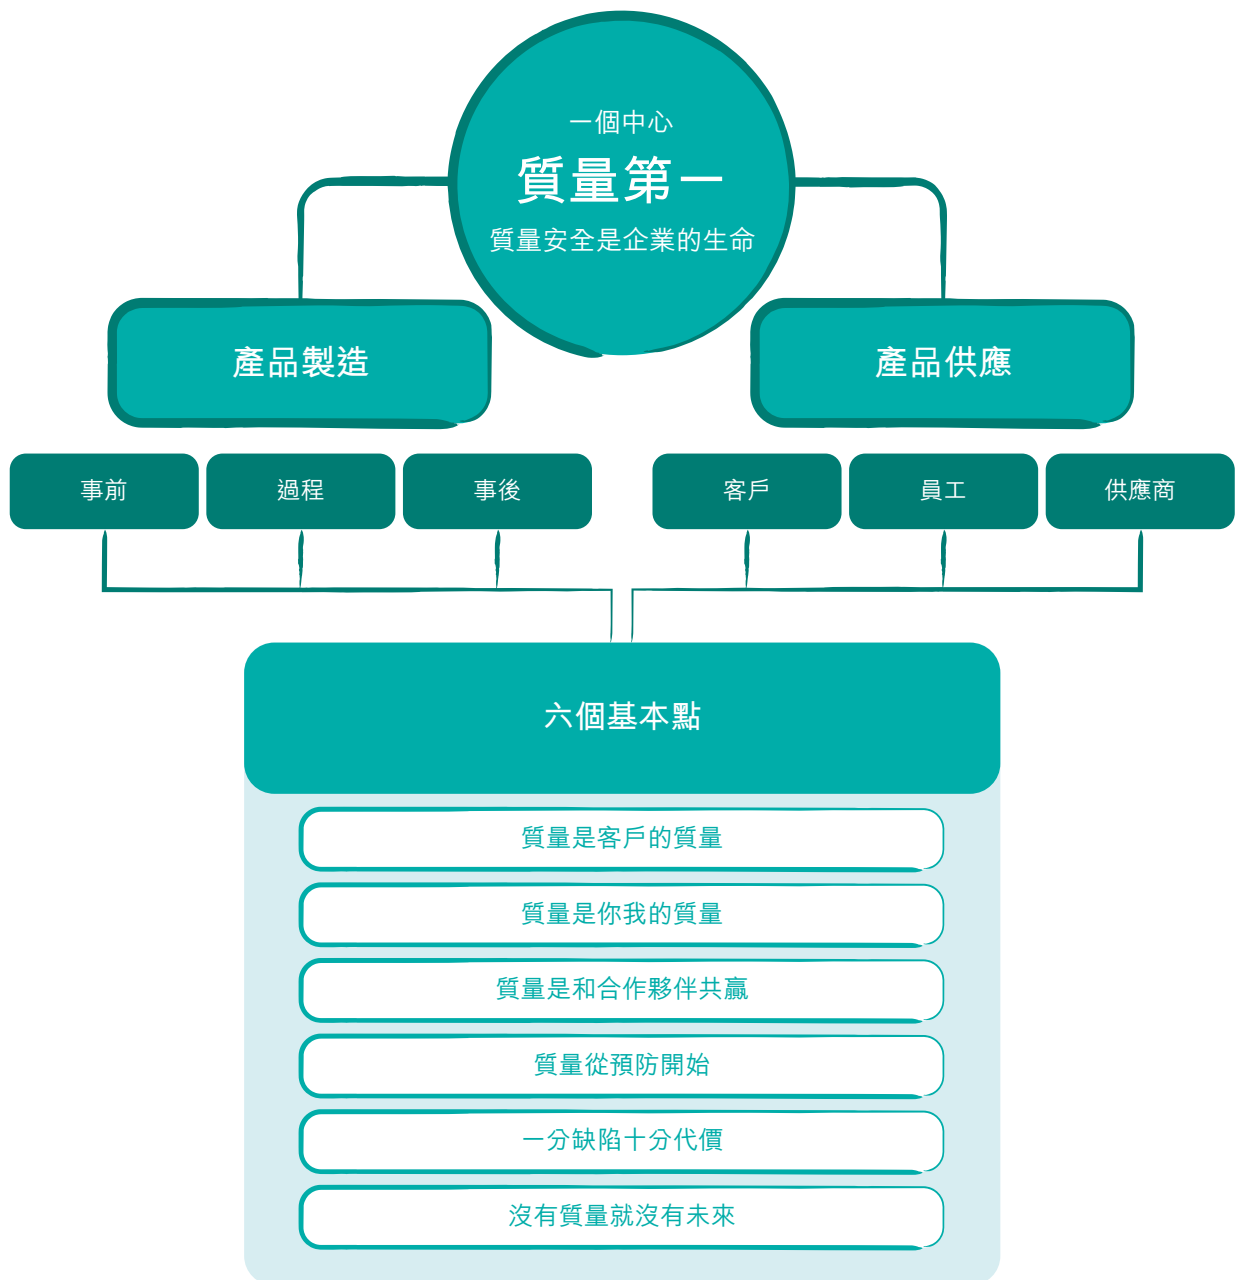 一個中心
質量第一
質量安全是企業的生命
產品製造
產品供應
事前
過程
事後
客戶
員工
供應商
六個基本點
質量是客戶的質量
質量是你我的質量
質量是和合作夥伴共贏
質量從預防開始
一分缺陷十分代價
沒有質量就沒有未來